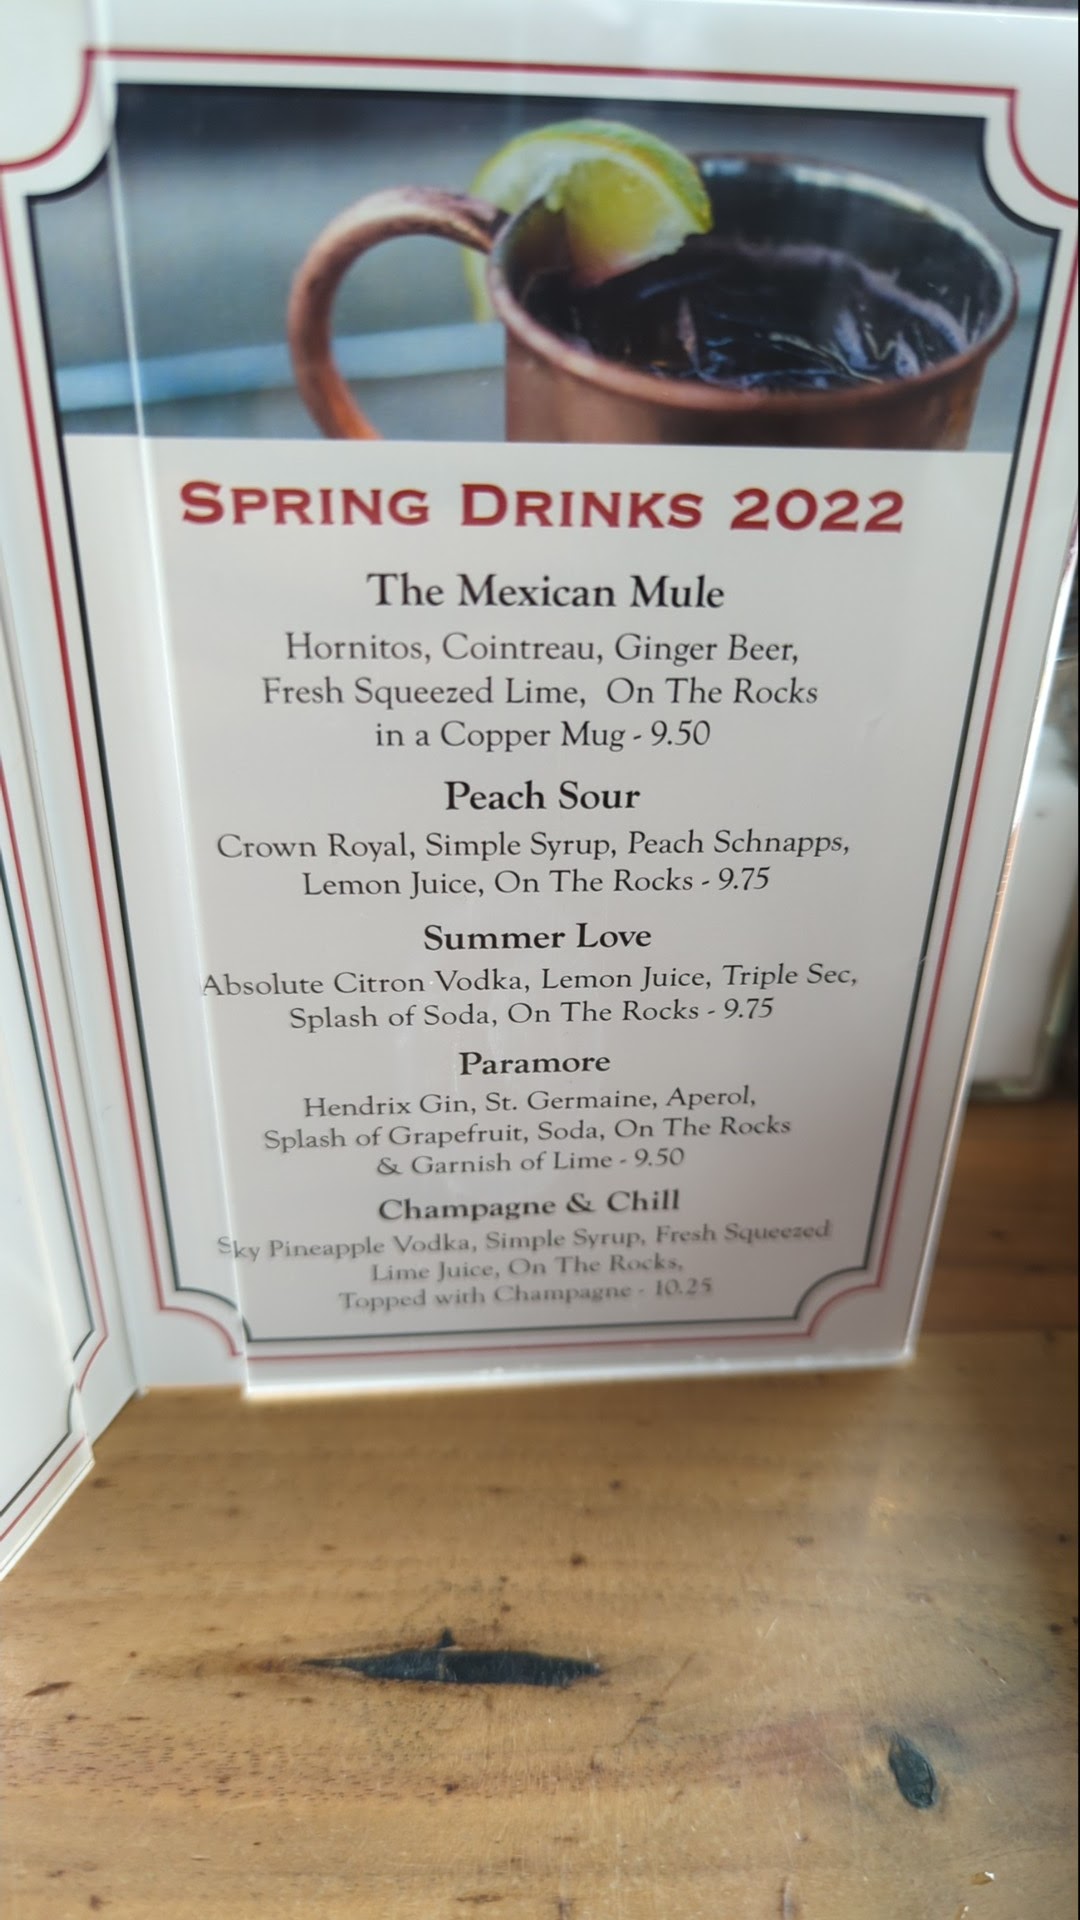 SPRING DRINKS 2022
The Mexican Mule
Hornitos, Cointreau, Ginger Beer,
Fresh Squeezed Lime, On The Rocks
in a Copper Mug - 9.50
Peach Sour
Crown Royal, Simple Syrup, Peach Schnapps,
Lemon Juice, On The Rocks - 9.75
Summer Love
Absolute Citron Vodka, Lemon Juice, Triple Sec,
Splash of Soda, On The Rocks - 9.75
Paramore
Hendrix Gin, St. Germaine, Aperol,
Splash of Grapefruit, Soda, On The Rocks
& Garnish of Lime - 9.50
Champagne & Chill
Sky Pineapple Vodka, Simple Syrup, Fresh Squeezed
Lime Juice, On The Rocks,
Topped with Champagne - 10.25